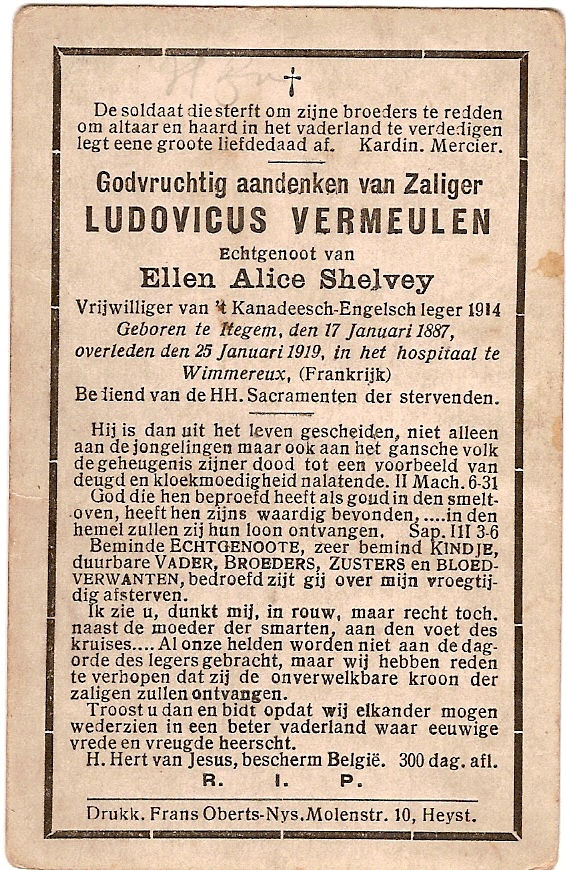 De soldaat die sterft om zijne broeders te redden
om altaar en haard in het vaderland te verdedigen
legt eene groote liefdedaad af. Kardin. Mercier.
Godvruchtig aandenken van Zaliger
LUDOVICUS VERMEULEN
Echtgenoot van
Ellen Alice Shelvey
Vrijwilliger van 't Kanadeesch-Engelsch leger 1914
Geboren te Itegem, den 17 Januari 1887,
overleden den 25 Januari 1919, in het hospitaal te
Wimmereux, (Frankrijk)
Bediend van de HH. Sacramenten der stervenden.
Hij is dan uit het leven gescheiden, niet alleen
aan de jongelingen maar ook aan het gansche volk
de geheugenis zijner dood tot een voorbeeld van
deugd en kloekmoedigheid nalatende. II Mach. 6-31
God die hen beproefd heeft als goud in den smelt-
oven, heeft hen zijns waardig bevonden, ....in den
hemel zullen zij hun loon ontvangen. Sap. III 3-6
Beminde ECHTGENOOTE, zeer bemind KINDJE,
duurbare VADER, BROEDERS, ZUSTERS en BLOED-
VERWANTEN, bedroefd zijt gij over mijn vroegtij-
dig afsterven.
Ik zie u, dunkt mij, in rouw, maar recht toch.
naast de moeder der smarten, aan den voet des
kruises.... Al onze helden worden niet aan de dag-
orde des legers gebracht, maar wij hebben reden
te verhopen dat zij de onverwelkbare kroon der
zaligen zullen ontvangen.
Troost u dan en bidt opdat wij elkander mogen
wederzien in een beter vaderland waar eeuwige
vrede en vreugde heerscht.
H. Hert van Jesus, bescherm België. 300 dag. afl.
R. I. P.
Drukk. Frans Oberts-Nys. Molenstr. 10, Heyst.